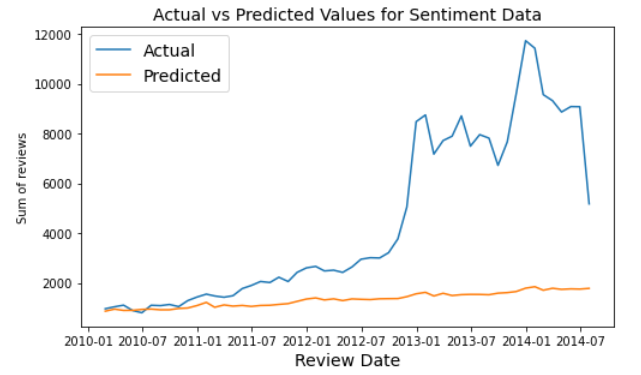 Actual vs Predicted Values for Sentiment Data
Actual
Predicted
Sum of reviews
12000
10000
8000
6000
4000
2000
2010-01 2010-07 2011-01 2011-07 2012-01 2012-07 2013-01 2013-07 2014-01 2014-07
Review Date